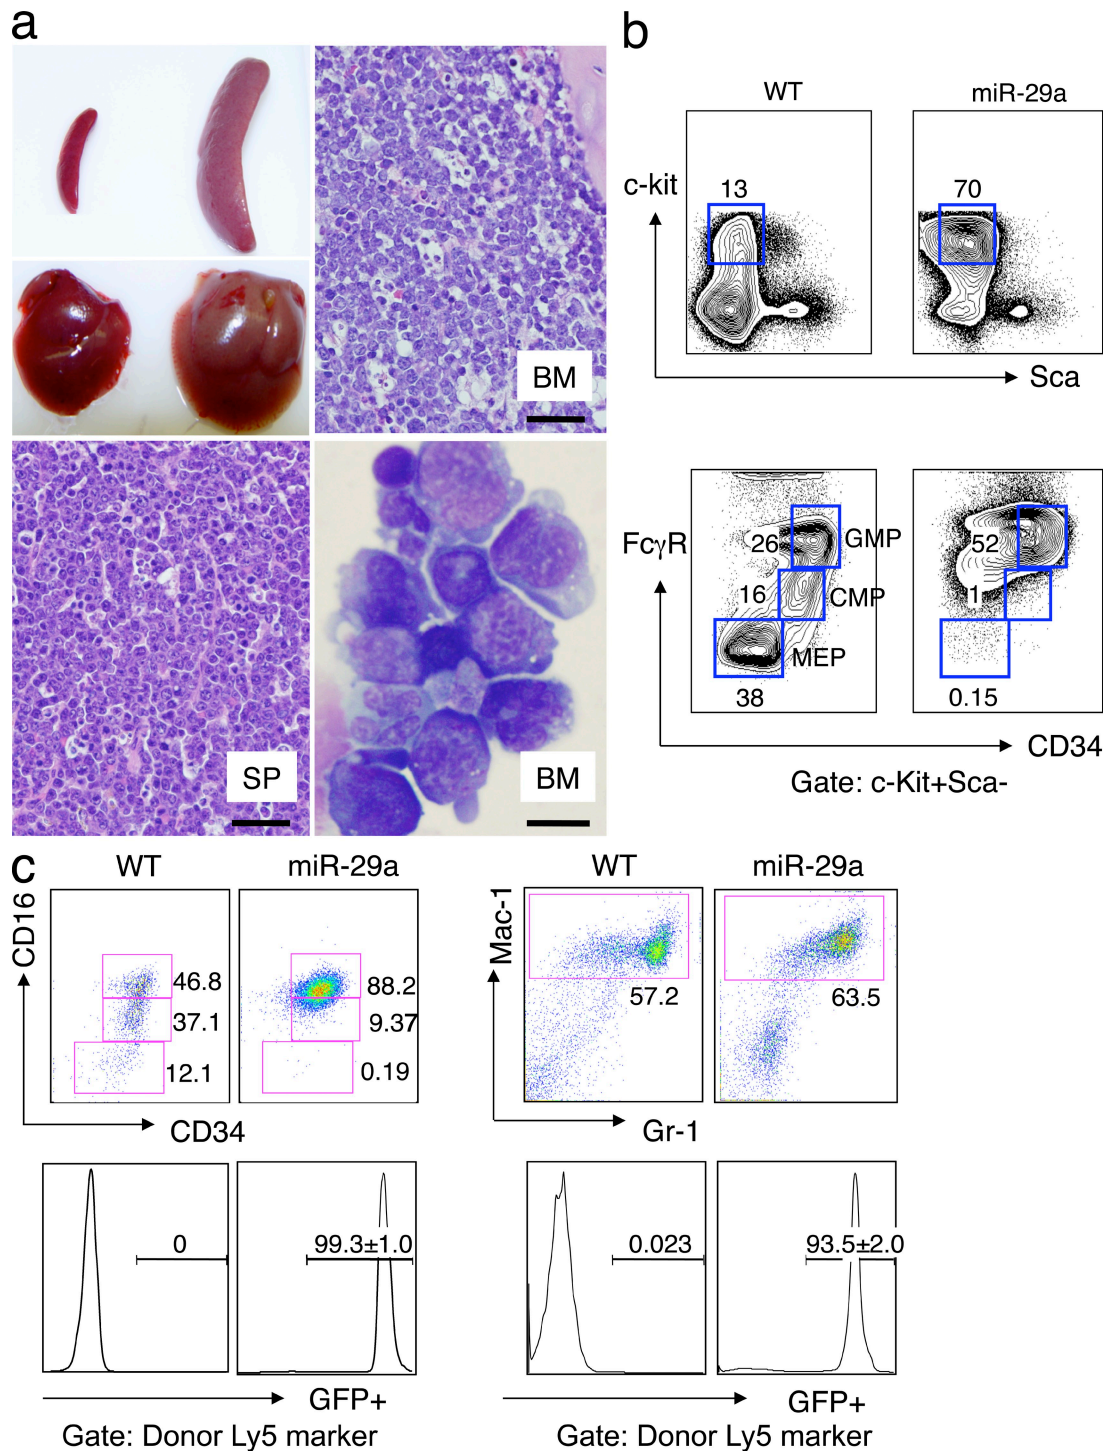 a
BM
SP
BM
b
WT
miR-29a
c-kit
13
70
Sca
FcγR
26
GMP
52
16
CMP
1
MEP
38
0.15
CD34
Gate: c-Kit+Sca-
c
WT
miR-29a
CD16
46.8
88.2
37.1
9.37
12.1
0.19
CD34
WT
miR-29a
Mac-1
57.2
63.5
Gr-1
0
99.3±1.0
GFP+
Gate: Donor Ly5 marker
0.023
93.5±2.0
GFP+
Gate: Donor Ly5 marker